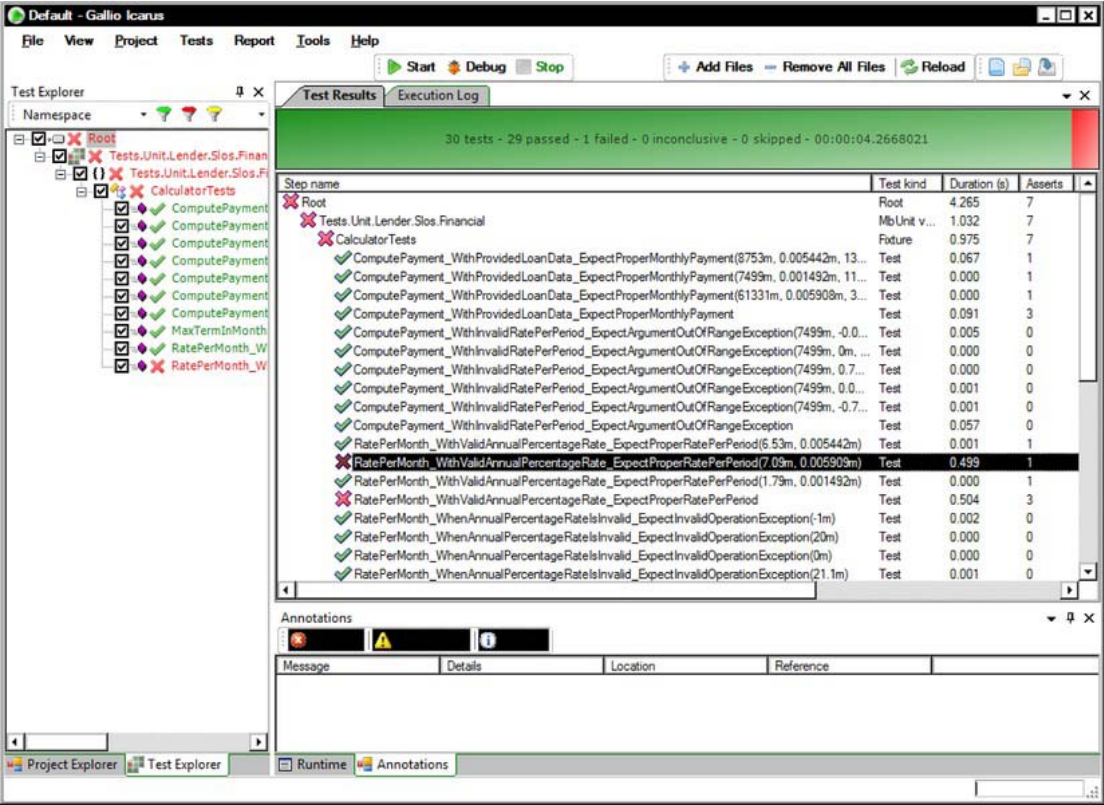 Default - Gallio Icarus
File View Project Tests Report Tools Help
Start Debug Stop Add Files Remove All Files Reload
Test Explorer
Namespace
Root
Tests.Unit.Lender.Slos.Finan
Tests.Unit.Lender.Slos.Fi
CalculatorTests
ComputePayment
ComputePayment
ComputePayment
ComputePayment
ComputePayment
ComputePayment
ComputePayment
MaxTermInMonth
RatePerMonth_W
RatePerMonth_W
Project Explorer Test Explorer
Test Results Execution Log
30 tests - 29 passed - 1 failed - 0 inconclusive - 0 skipped - 00:00:04.2668021
Step name Test kind Duration (s) Asserts
Root Root 4.265 7
Tests.Unit.Lender.Slos.Financial MbUnit v... 1.032 7
CalculatorTests Fixture 0.975 7
ComputePayment_WithProvidedLoanData_ExpectProperMonthlyPayment(8753m, 0.005442m, 13... Test 0.067 1
ComputePayment_WithProvidedLoanData_ExpectProperMonthlyPayment(7499m, 0.001492m, 11... Test 0.000 1
ComputePayment_WithProvidedLoanData_ExpectProperMonthlyPayment(61331m, 0.005908m, 3... Test 0.000 1
ComputePayment_WithProvidedLoanData_ExpectProperMonthlyPayment Test 0.091 3
ComputePayment_WithInvalidRatePerPeriod_ExpectArgumentOutOfRangeException(7499m, -0.0... Test 0.005 0
ComputePayment_WithInvalidRatePerPeriod_ExpectArgumentOutOfRangeException(7499m, 0m, ... Test 0.000 0
ComputePayment_WithInvalidRatePerPeriod_ExpectArgumentOutOfRangeException(7499m, 0.7... Test 0.000 0
ComputePayment_WithInvalidRatePerPeriod_ExpectArgumentOutOfRangeException(7499m, 0.0... Test 0.001 0
ComputePayment_WithInvalidRatePerPeriod_ExpectArgumentOutOfRangeException(7499m, -0.7... Test 0.001 0
ComputePayment_WithInvalidRatePerPeriod_ExpectArgumentOutOfRangeException Test 0.057 0
RatePerMonth_WithValidAnnualPercentageRate_ExpectProperRatePerPeriod(6.53m, 0.005442m) Test 0.001 1
RatePerMonth_WithValidAnnualPercentageRate_ExpectProperRatePerPeriod(7.09m, 0.005909m) Test 0.499 1
RatePerMonth_WithValidAnnualPercentageRate_ExpectProperRatePerPeriod(1.79m, 0.001492m) Test 0.000 1
RatePerMonth_WithValidAnnualPercentageRate_ExpectProperRatePerPeriod Test 0.504 3
RatePerMonth_WhenAnnualPercentageRateIsInvalid_ExpectInvalidOperationException(-1m) Test 0.002 0
RatePerMonth_WhenAnnualPercentageRateIsInvalid_ExpectInvalidOperationException(20m) Test 0.000 0
RatePerMonth_WhenAnnualPercentageRateIsInvalid_ExpectInvalidOperationException(0m) Test 0.000 0
RatePerMonth_WhenAnnualPercentageRateIsInvalid_ExpectInvalidOperationException(21.1m) Test 0.001 0
Annotations
Message Details Location Reference
Runtime Annotations